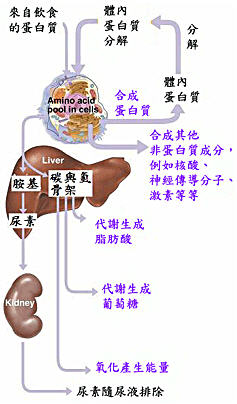 來自飲食
的蛋白質
體內
蛋白質
分解
分
解
體內
蛋白質
Amino acid
pool in cells
合成
蛋白質
合成其他
非蛋白質成分，
例如核酸、
神經傳導分子、
激素等等
Liver
胺基
碳與氫
骨架
尿素
代謝生成
脂肪酸
代謝生成
葡萄糖
Kidney
氧化產生能量
尿素隨尿液排除